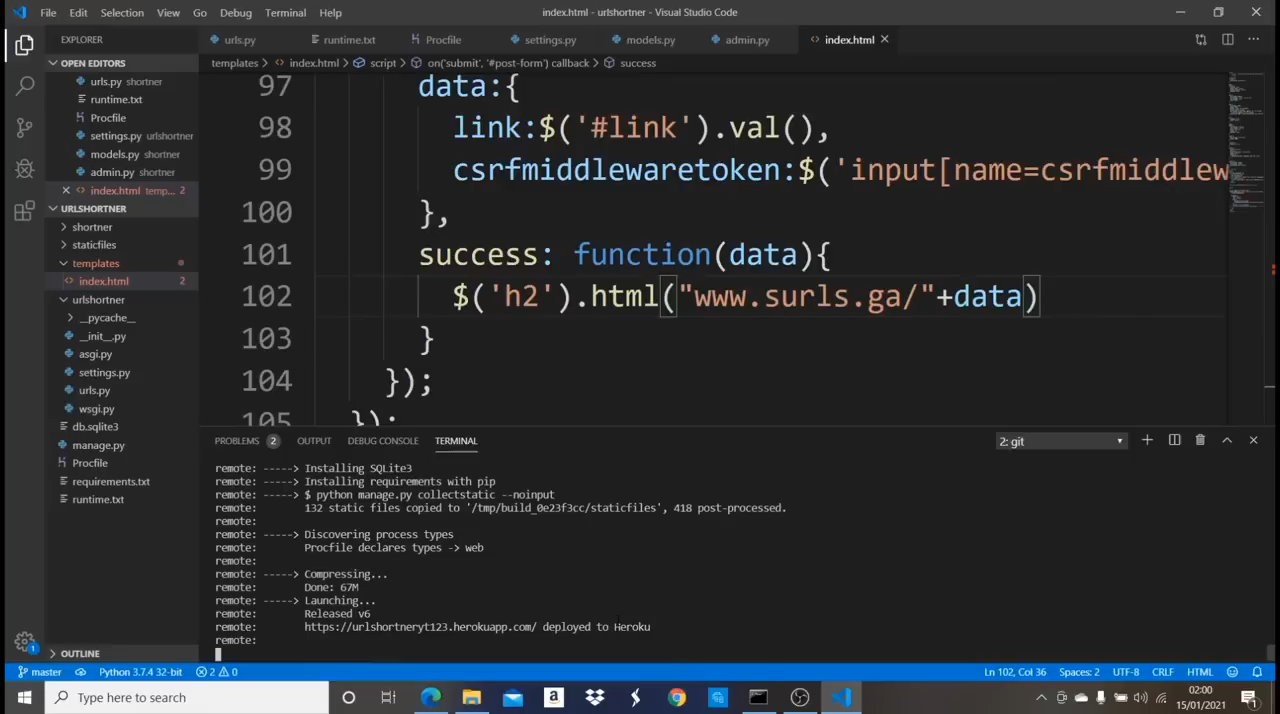 File Edit Selection View Go Debug Terminal Help
index.html - urlshortner - Visual Studio Code
EXPLORER
urls.py runtime.txt Procfile settings.py models.py admin.py index.html
OPEN EDITORS
urls.py shortner
runtime.txt
Procfile
settings.py urlshortner
models.py shortner
admin.py shortner
index.html temp... 2
URLSHORTNER
shortner
staticfiles
templates
index.html 2
urlshortner
__pycache__
__init__.py
asgi.py
settings.py
urls.py
wsgi.py
db.sqlite3
manage.py
Procfile
requirements.txt
runtime.txt
OUTLINE
templates > index.html > script > on('submit', '#post-form') callback > success
97 data:{
98 link:$('#link').val(),
99 csrfmiddlewaretoken:$('input[name=csrfmiddlew
100 },
101 success: function(data){
102 $('h2').html("www.surls.ga/"+data)
103 }
104 });
105 });
PROBLEMS 2 OUTPUT DEBUG CONSOLE TERMINAL
2: git
remote: -----> Installing SQLite3
remote: -----> Installing requirements with pip
remote: -----> $ python manage.py collectstatic --noinput
remote: 132 static files copied to '/tmp/build_0e23f3cc/staticfiles', 418 post-processed.
remote:
remote: -----> Discovering process types
remote: Procfile declares types -> web
remote:
remote: -----> Compressing...
remote: Done: 67M
remote: -----> Launching...
remote: Released v6
remote: https://urlshortneryt123.herokuapp.com/ deployed to Heroku
remote:
master Python 3.7.4 32-bit 2 0
Ln 102, Col 36 Spaces: 2 UTF-8 CRLF HTML
1
Type here to search
02:00
15/01/2021
1